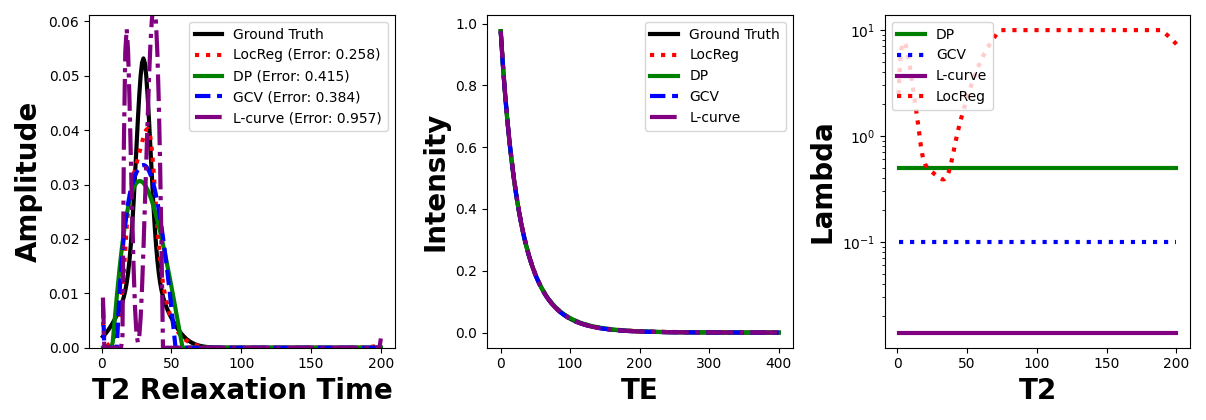 Amplitude
0.06
0.05
0.04
0.03
0.02
0.01
0.00
0
50
100
150
200
T2 Relaxation Time
Ground Truth
LocReg (Error: 0.258)
DP (Error: 0.415)
GCV (Error: 0.384)
L-curve (Error: 0.957)
Intensity
1.0
0.8
0.6
0.4
0.2
0.0
0
100
200
300
400
TE
Ground Truth
LocReg
DP
GCV
L-curve
Lambda
10¹
10⁰
10⁻¹
0
50
100
150
200
T2
DP
GCV
L-curve
LocReg